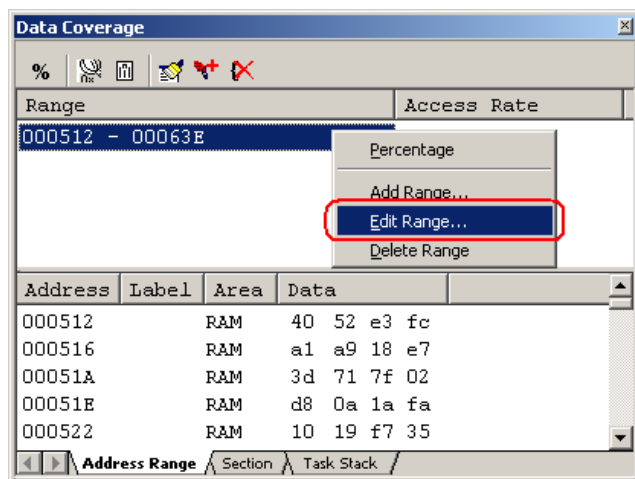 Data Coverage
%
Range Access Rate
000512 - 00063E
Percentage
Add Range...
Edit Range...
Delete Range
Address Label Area Data
000512 RAM 40 52 e3 fc
000516 RAM a1 a9 18 e7
00051A RAM 3d 71 7f 02
00051E RAM d8 0a 1a fa
000522 RAM 10 19 f7 35
Address Range Section Task Stack